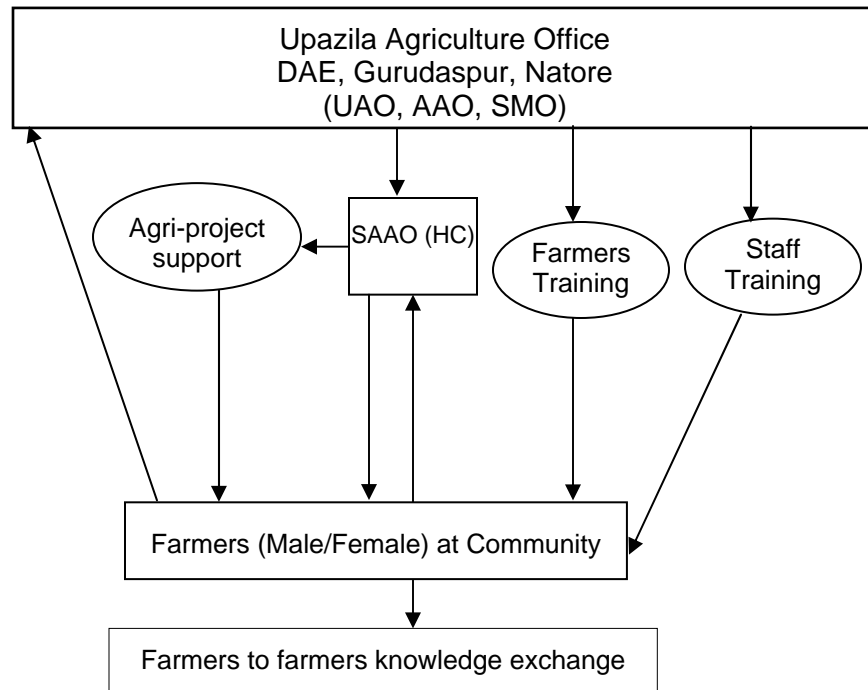 Upazila Agriculture Office
DAE, Gurudaspur, Natore
(UAO, AAO, SMO)
Agri-project
support
SAAO (HC)
Farmers
Training
Staff
Training
Farmers (Male/Female) at Community
Farmers to farmers knowledge exchange